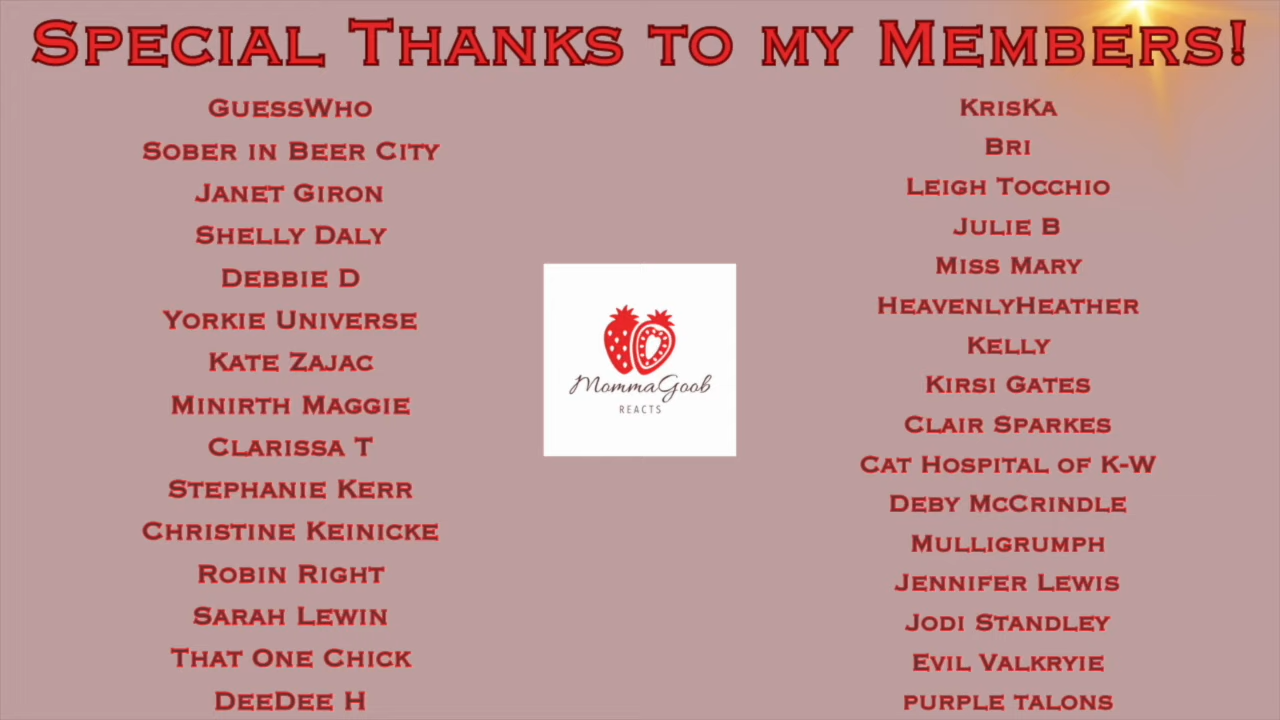 Special Thanks to my Members!
GuessWho
Sober in Beer City
Janet Giron
Shelly Daly
Debbie D
Yorkie Universe
Kate Zajac
Minirth Maggie
Clarissa T
Stephanie Kerr
Christine Keinicke
Robin Right
Sarah Lewin
That One Chick
DeeDee H
MommaGoob
REACTS
KrisKa
Bri
Leigh Tocchio
Julie B
Miss Mary
HeavenlyHeather
Kelly
Kirsi Gates
Clair Sparkes
Cat Hospital of K-W
Deby McCrindle
Mulligrumph
Jennifer Lewis
Jodi Standley
Evil Valkryie
purple talons